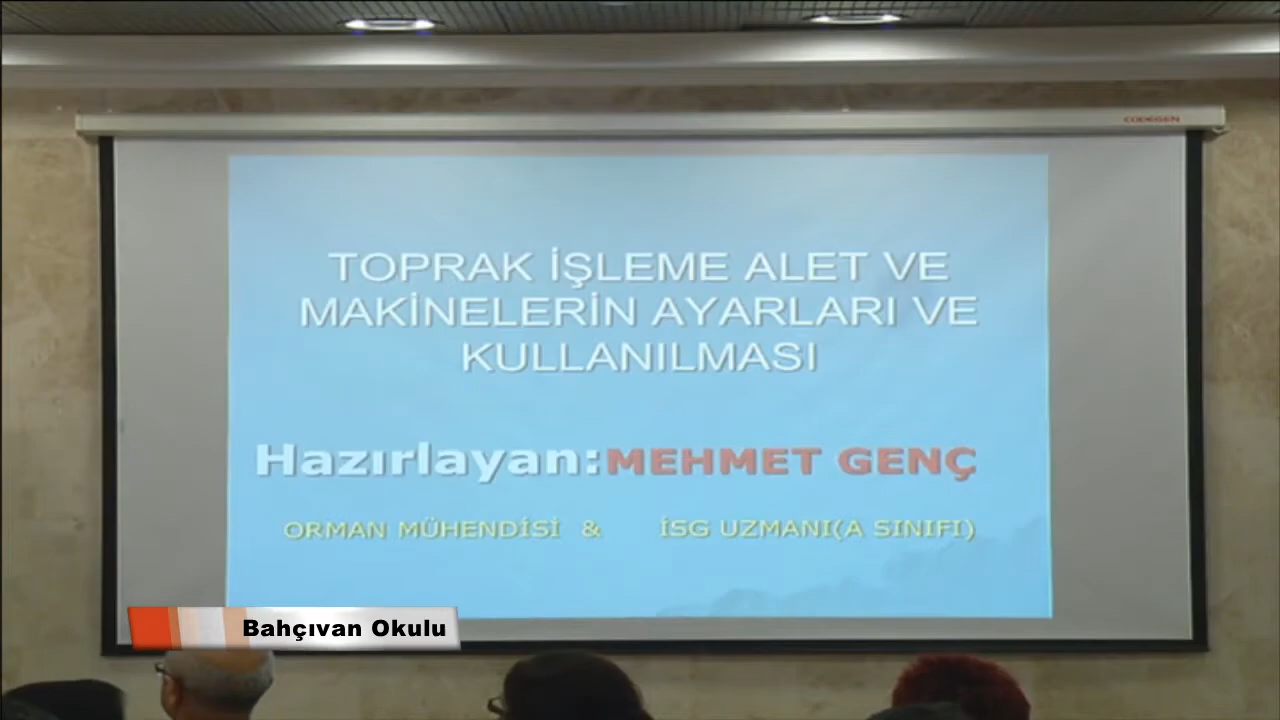 CODEGEN
TOPRAK İŞLEME ALET VE
MAKİNELERİN AYARLARI VE
KULLANILMASI
Hazırlayan:MEHMET GENÇ
ORMAN MÜHENDİSİ & İSG UZMANI(A SINIFI)
Bahçıvan Okulu